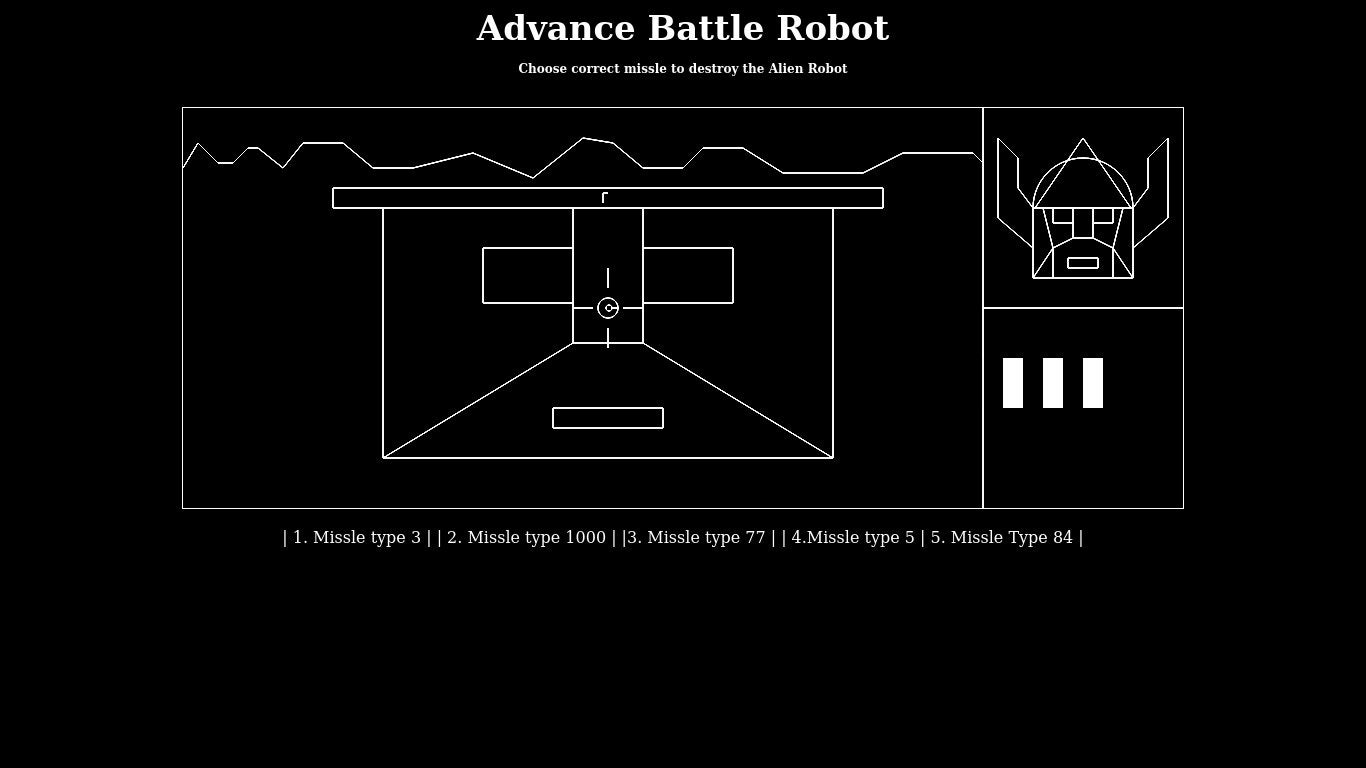 Advance Battle Robot
Choose correct missle to destroy the Alien Robot
| 1. Missle type 3 | | 2. Missle type 1000 | |3. Missle type 77 | | 4.Missle type 5 | 5. Missle Type 84 |